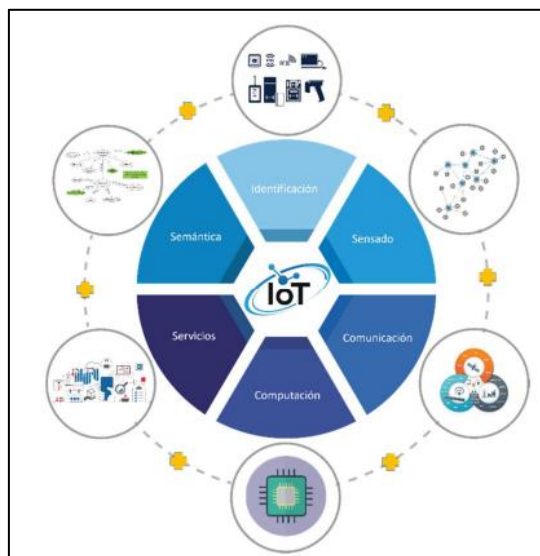 Identificación
Semántica
Sensado
IoT
Servicios
Comunicación
Computación